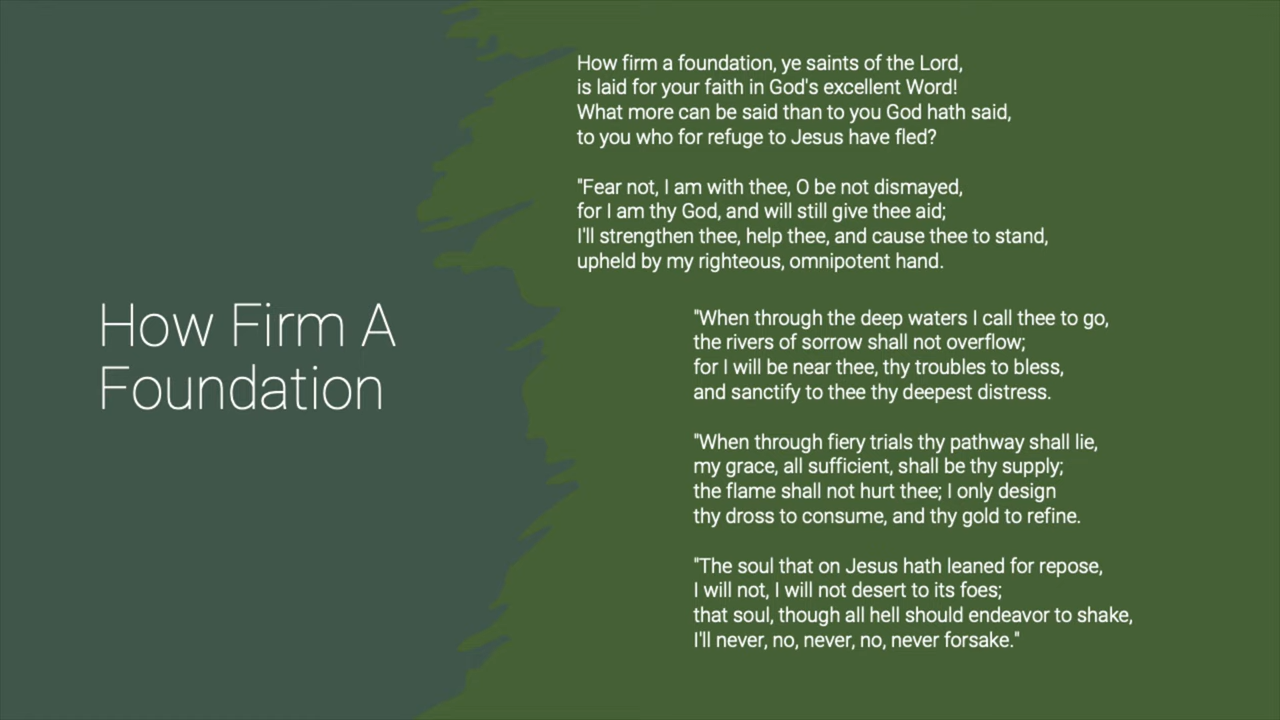 How Firm A
Foundation
How firm a foundation, ye saints of the Lord,
is laid for your faith in God's excellent Word!
What more can be said than to you God hath said,
to you who for refuge to Jesus have fled?
"Fear not, I am with thee, O be not dismayed,
for I am thy God, and will still give thee aid;
I'll strengthen thee, help thee, and cause thee to stand,
upheld by my righteous, omnipotent hand.
"When through the deep waters I call thee to go,
the rivers of sorrow shall not overflow;
for I will be near thee, thy troubles to bless,
and sanctify to thee thy deepest distress.
"When through fiery trials thy pathway shall lie,
my grace, all sufficient, shall be thy supply;
the flame shall not hurt thee; I only design
thy dross to consume, and thy gold to refine.
"The soul that on Jesus hath leaned for repose,
I will not, I will not desert to its foes;
that soul, though all hell should endeavor to shake,
I'll never, no, never, no, never forsake."